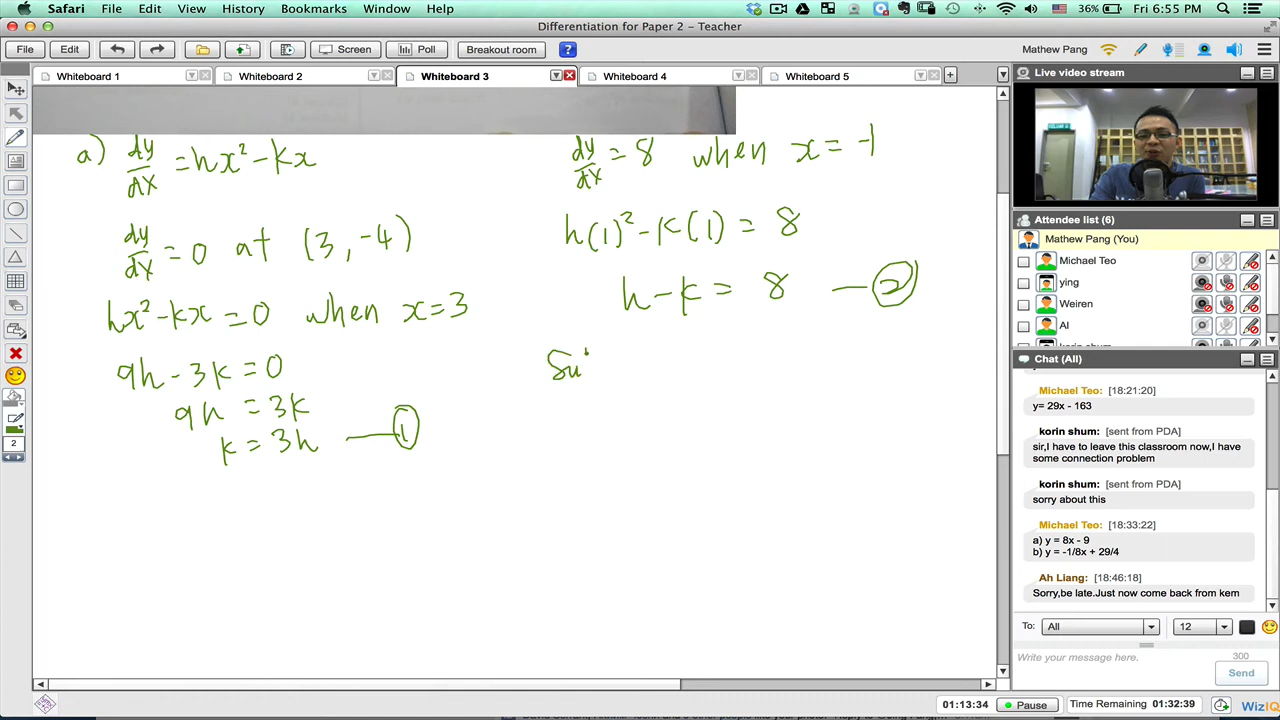 Safari File Edit View History Bookmarks Window Help
36% Fri 6:55 PM
Differentiation for Paper 2 - Teacher
File Edit Screen Poll Breakout room ? Mathew Pang
Whiteboard 1 Whiteboard 2 Whiteboard 3 Whiteboard 4 Whiteboard 5 +
Live video stream
a) dy/dx = hx² - kx
dy/dx = 0 at (3, -4)
hx² - kx = 0 when x = 3
9h - 3k = 0
9h = 3k
k = 3h — ①
dy/dx = 8 when x = -1
h(1)² - k(1) = 8
h - k = 8 — ②
Su
2
Attendee list (6)
Mathew Pang (You)
Michael Teo
ying
Weiren
Al
korin shum
Chat (All)
Michael Teo: [18:21:20]
y= 29x - 163
korin shum: [sent from PDA]
sir,I have to leave this classroom now,I have
some connection problem
korin shum: [sent from PDA]
sorry about this
Michael Teo: [18:33:22]
a) y = 8x - 9
b) y = -1/8x + 29/4
Ah Liang: [18:46:18]
Sorry,be late.Just now come back from kem
To: All 12
Write your message here. 300
Send
01:13:34 Pause Time Remaining 01:32:39 WizIQ